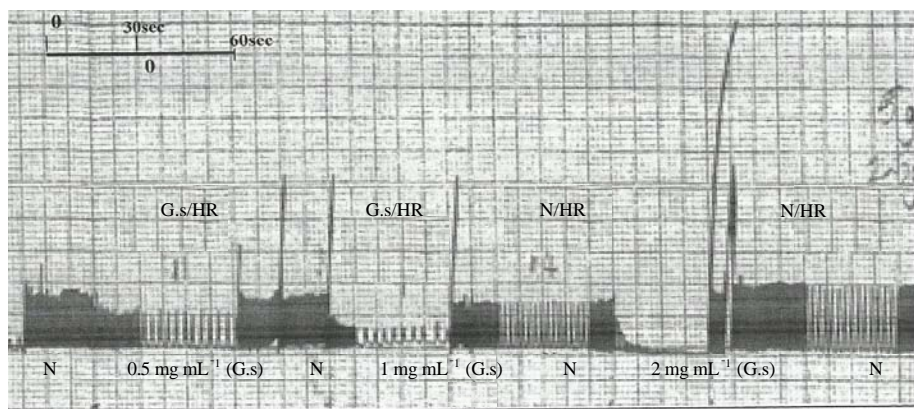 0 30sec 60sec
0
G.s/HR G.s/HR N/HR N/HR
N 0.5 mg mL⁻¹ (G.s) N 1 mg mL⁻¹ (G.s) N 2 mg mL⁻¹ (G.s) N